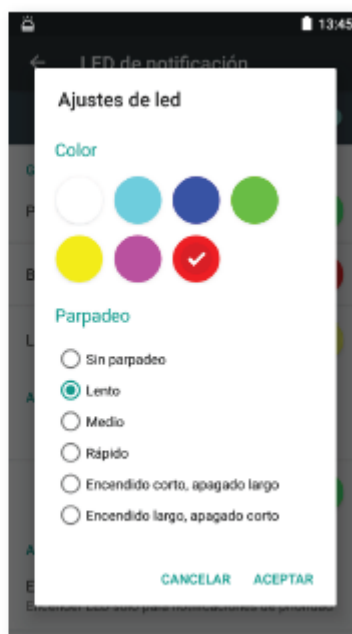 13:45
LED de notificación
Ajustes de led
Color
Parpadeo
Sin parpadeo
Lento
Medio
Rápido
Encendido corto, apagado largo
Encendido largo, apagado corto
CANCELAR ACEPTAR